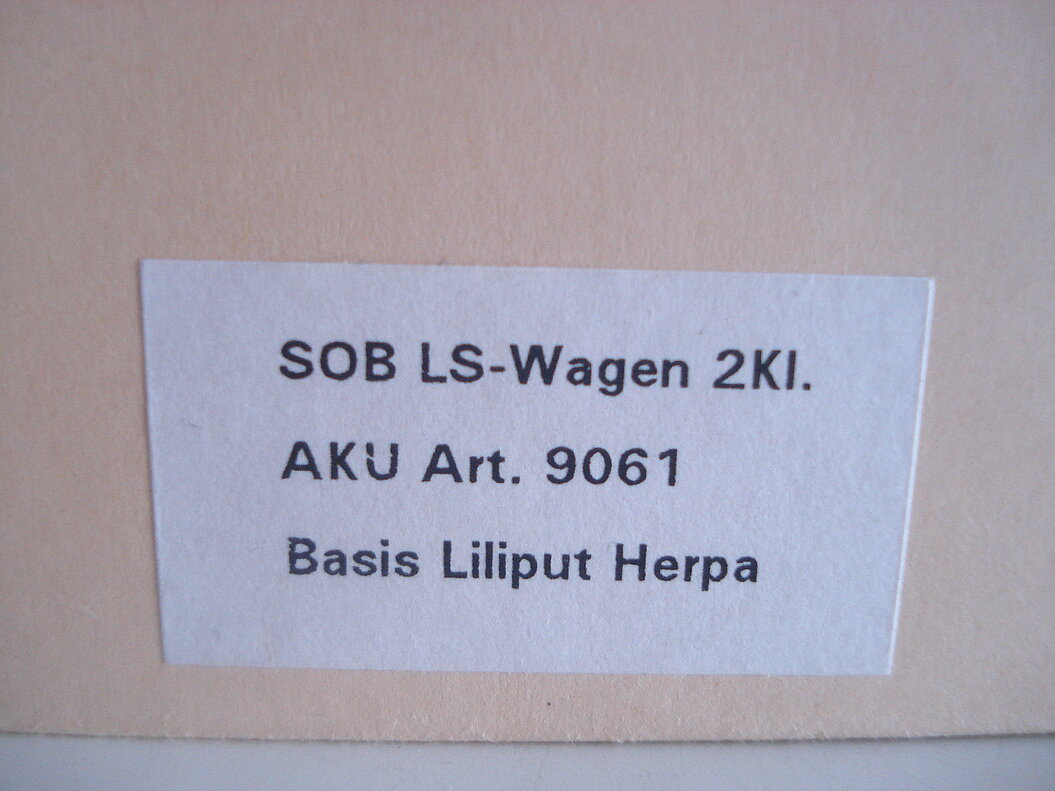 SOB LS-Wagen 2Kl.
AKU Art. 9061
Basis Liliput Herpa